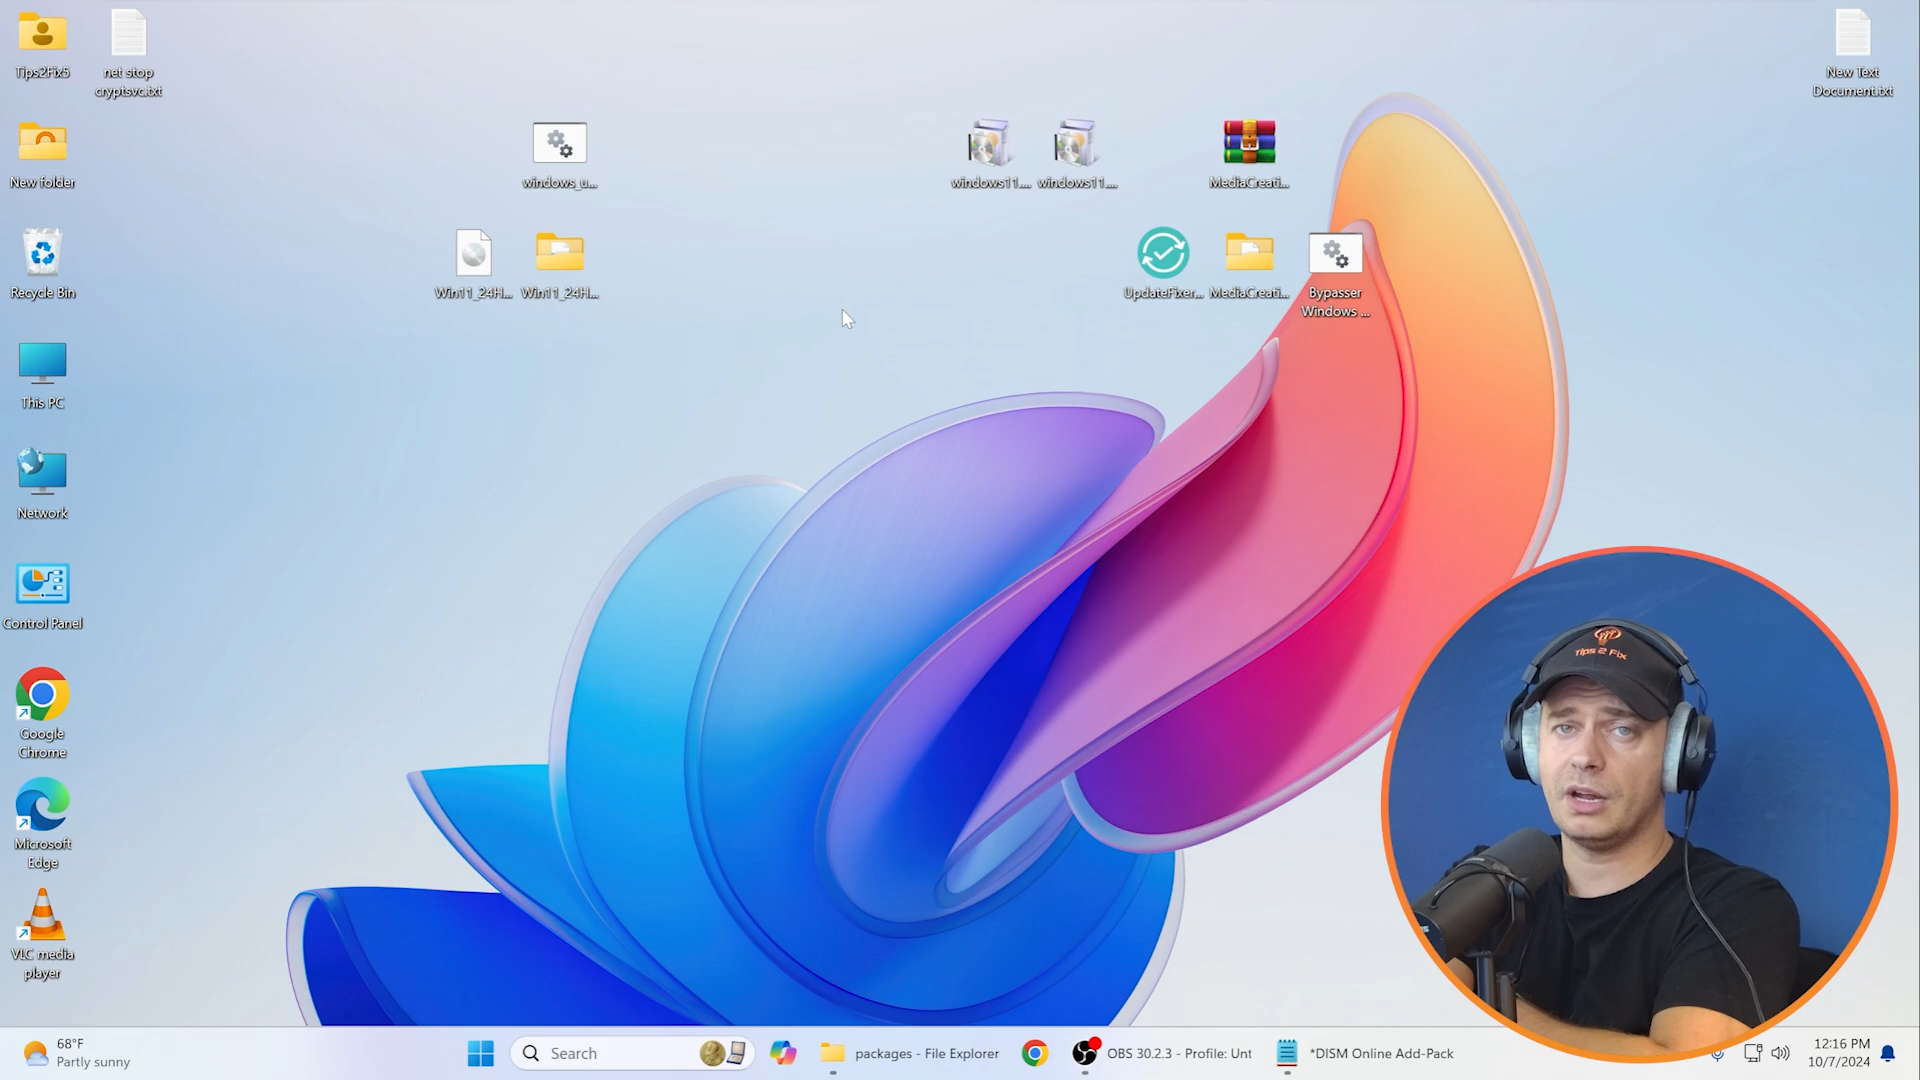 Tips2Fix5
net stop
cryptsvc.txt
New Text
Document.txt
New folder
windows_u...
windows11....
windows11....
MediaCreati...
Recycle Bin
Win11_24H...
Win11_24H...
UpdateFixer...
MediaCreati...
Bypasser
Windows ...
This PC
Network
Control Panel
Google
Chrome
Microsoft
Edge
VLC media
player
Tips 2 Fix
68°F
Partly sunny
Search
packages - File Explorer
OBS 30.2.3 - Profile: Unt
*DISM Online Add-Pack
12:16 PM
10/7/2024